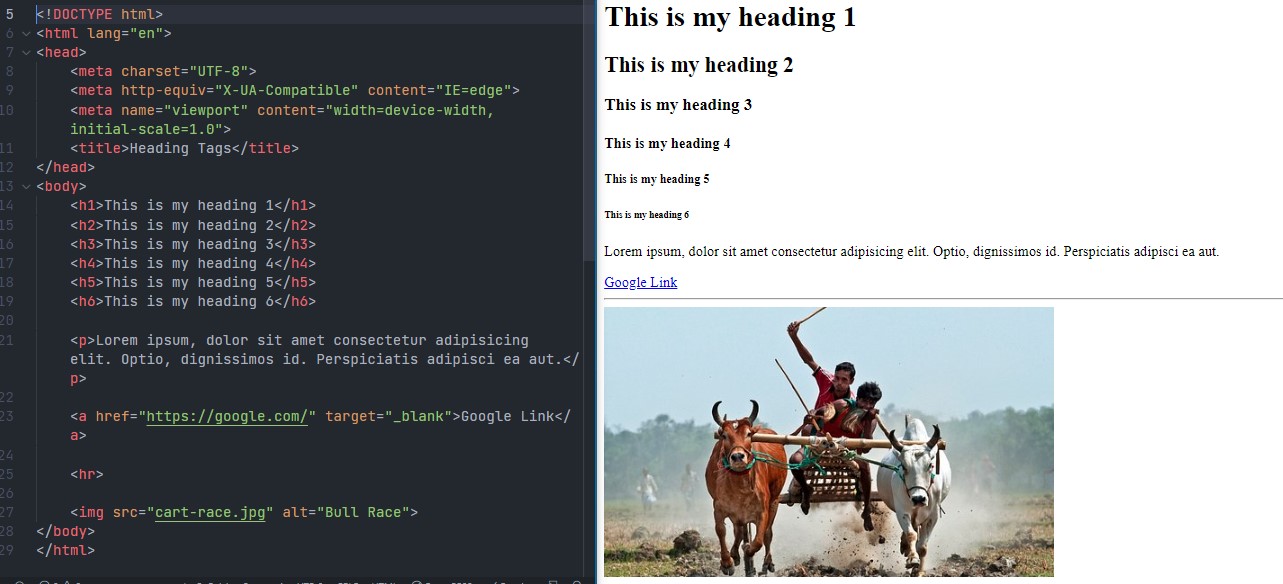 5 <!DOCTYPE html>
6 <html lang="en">
7 <head>
8 <meta charset="UTF-8">
9 <meta http-equiv="X-UA-Compatible" content="IE=edge">
10 <meta name="viewport" content="width=device-width,
initial-scale=1.0">
11 <title>Heading Tags</title>
12 </head>
13 <body>
14 <h1>This is my heading 1</h1>
15 <h2>This is my heading 2</h2>
16 <h3>This is my heading 3</h3>
17 <h4>This is my heading 4</h4>
18 <h5>This is my heading 5</h5>
19 <h6>This is my heading 6</h6>
20
21 <p>Lorem ipsum, dolor sit amet consectetur adipisicing
elit. Optio, dignissimos id. Perspiciatis adipisci ea aut.</
p>
22
23 <a href="https://google.com/" target="_blank">Google Link</
a>
24
25 <hr>
26
27 <img src="cart-race.jpg" alt="Bull Race">
28 </body>
29 </html>
This is my heading 1
This is my heading 2
This is my heading 3
This is my heading 4
This is my heading 5
This is my heading 6
Lorem ipsum, dolor sit amet consectetur adipisicing elit. Optio, dignissimos id. Perspiciatis adipisci ea aut.
Google Link